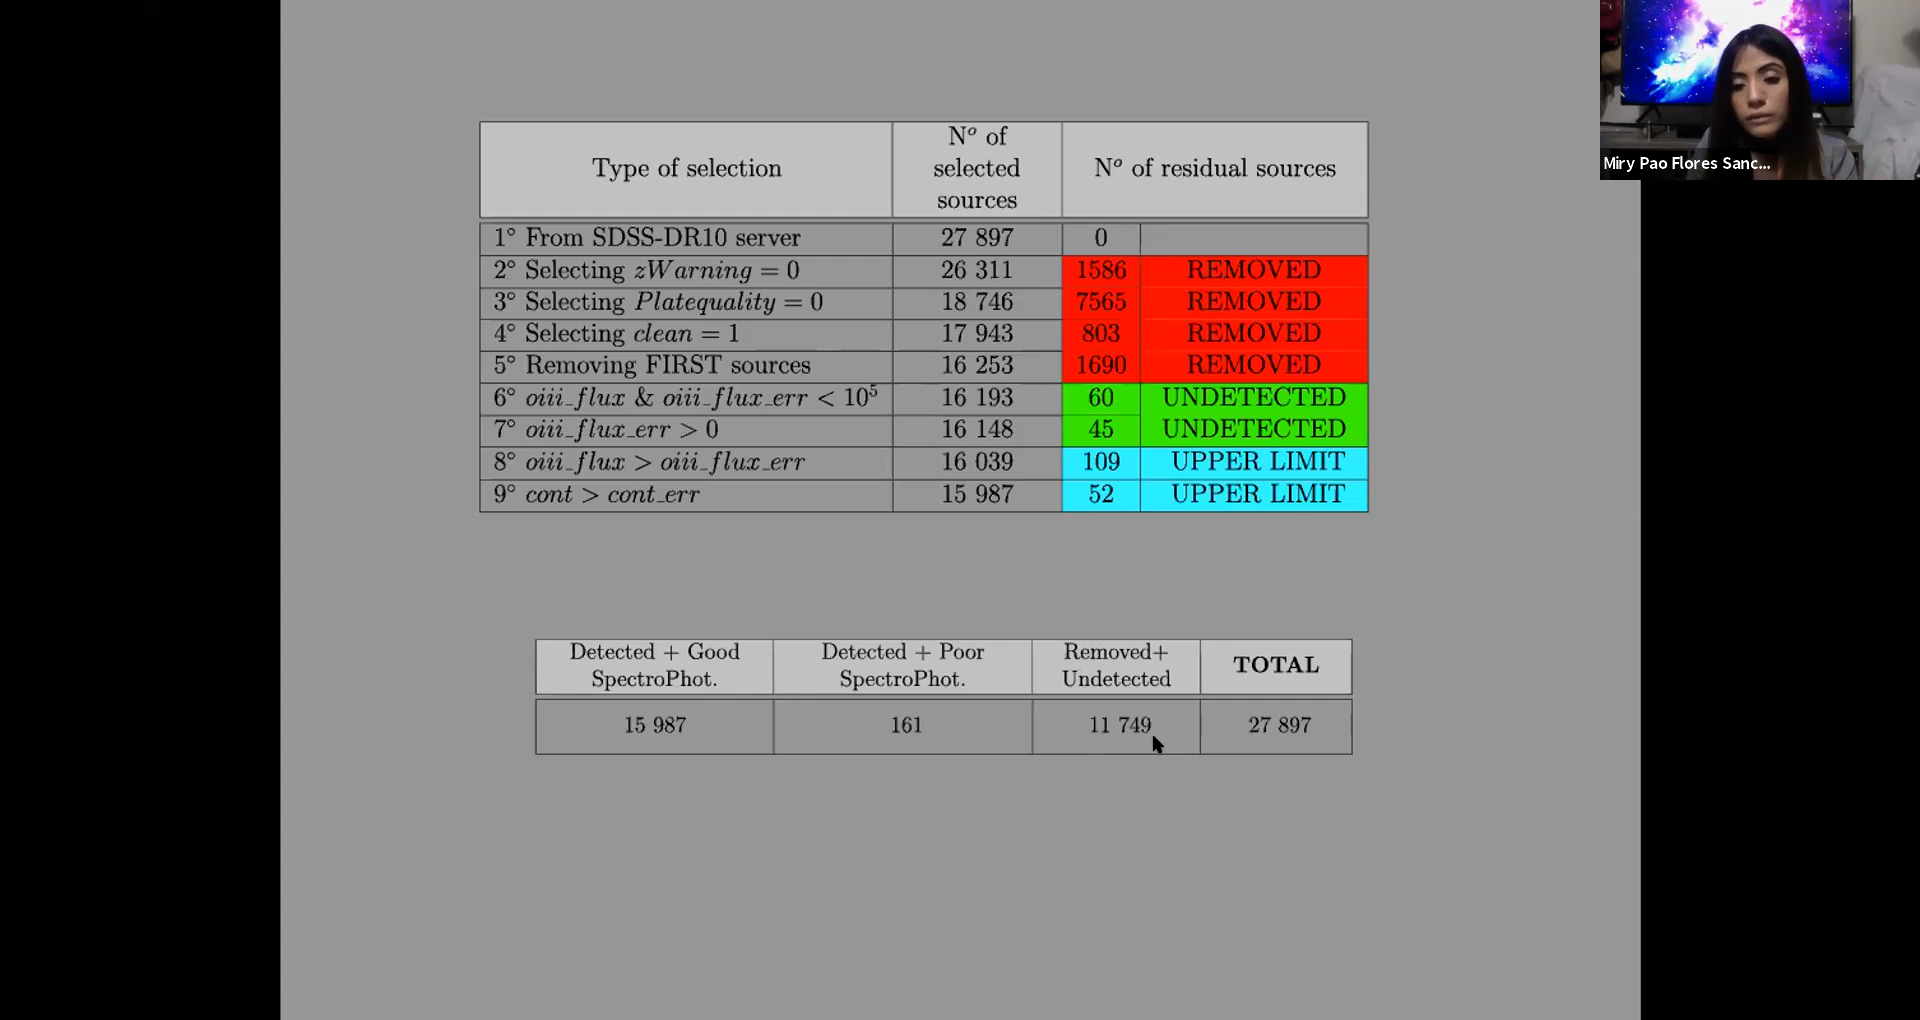 Type of selection
Nº of
selected
sources
Nº of residual sources
1° From SDSS-DR10 server 27 897 0
2° Selecting zWarning = 0 26 311 1586 REMOVED
3° Selecting Platequality = 0 18 746 7565 REMOVED
4° Selecting clean = 1 17 943 803 REMOVED
5° Removing FIRST sources 16 253 1690 REMOVED
6° oiii_flux & oiii_flux_err < 10⁵ 16 193 60 UNDETECTED
7° oiii_flux_err > 0 16 148 45 UNDETECTED
8° oiii_flux > oiii_flux_err 16 039 109 UPPER LIMIT
9° cont > cont_err 15 987 52 UPPER LIMIT
Detected + Good
SpectroPhot.
Detected + Poor
SpectroPhot.
Removed+
Undetected
TOTAL
15 987 161 11 749 27 897
Miry Pao Flores Sanc...